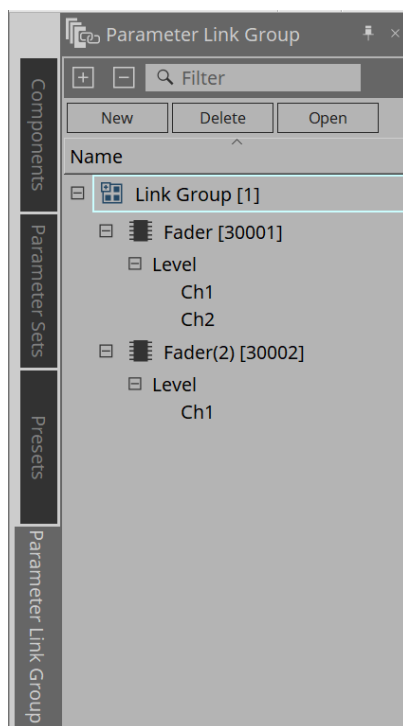 Parameter Link Group
Filter
New Delete Open
Name
Link Group [1]
Fader [30001]
Level
Ch1
Ch2
Fader(2) [30002]
Level
Ch1
Components
Parameter Sets
Presets
Parameter Link Group